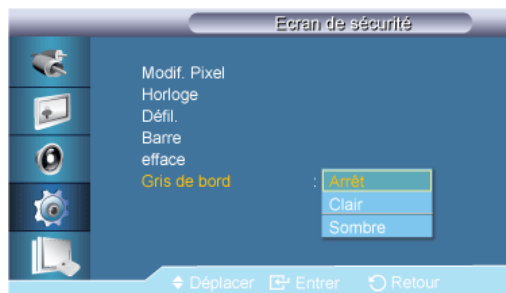 Ecran de sécurité
Modif. Pixel
Horloge
Défil.
Barre
efface
Gris de bord : Arrêt
Clair
Sombre
Déplacer Entrer Retour